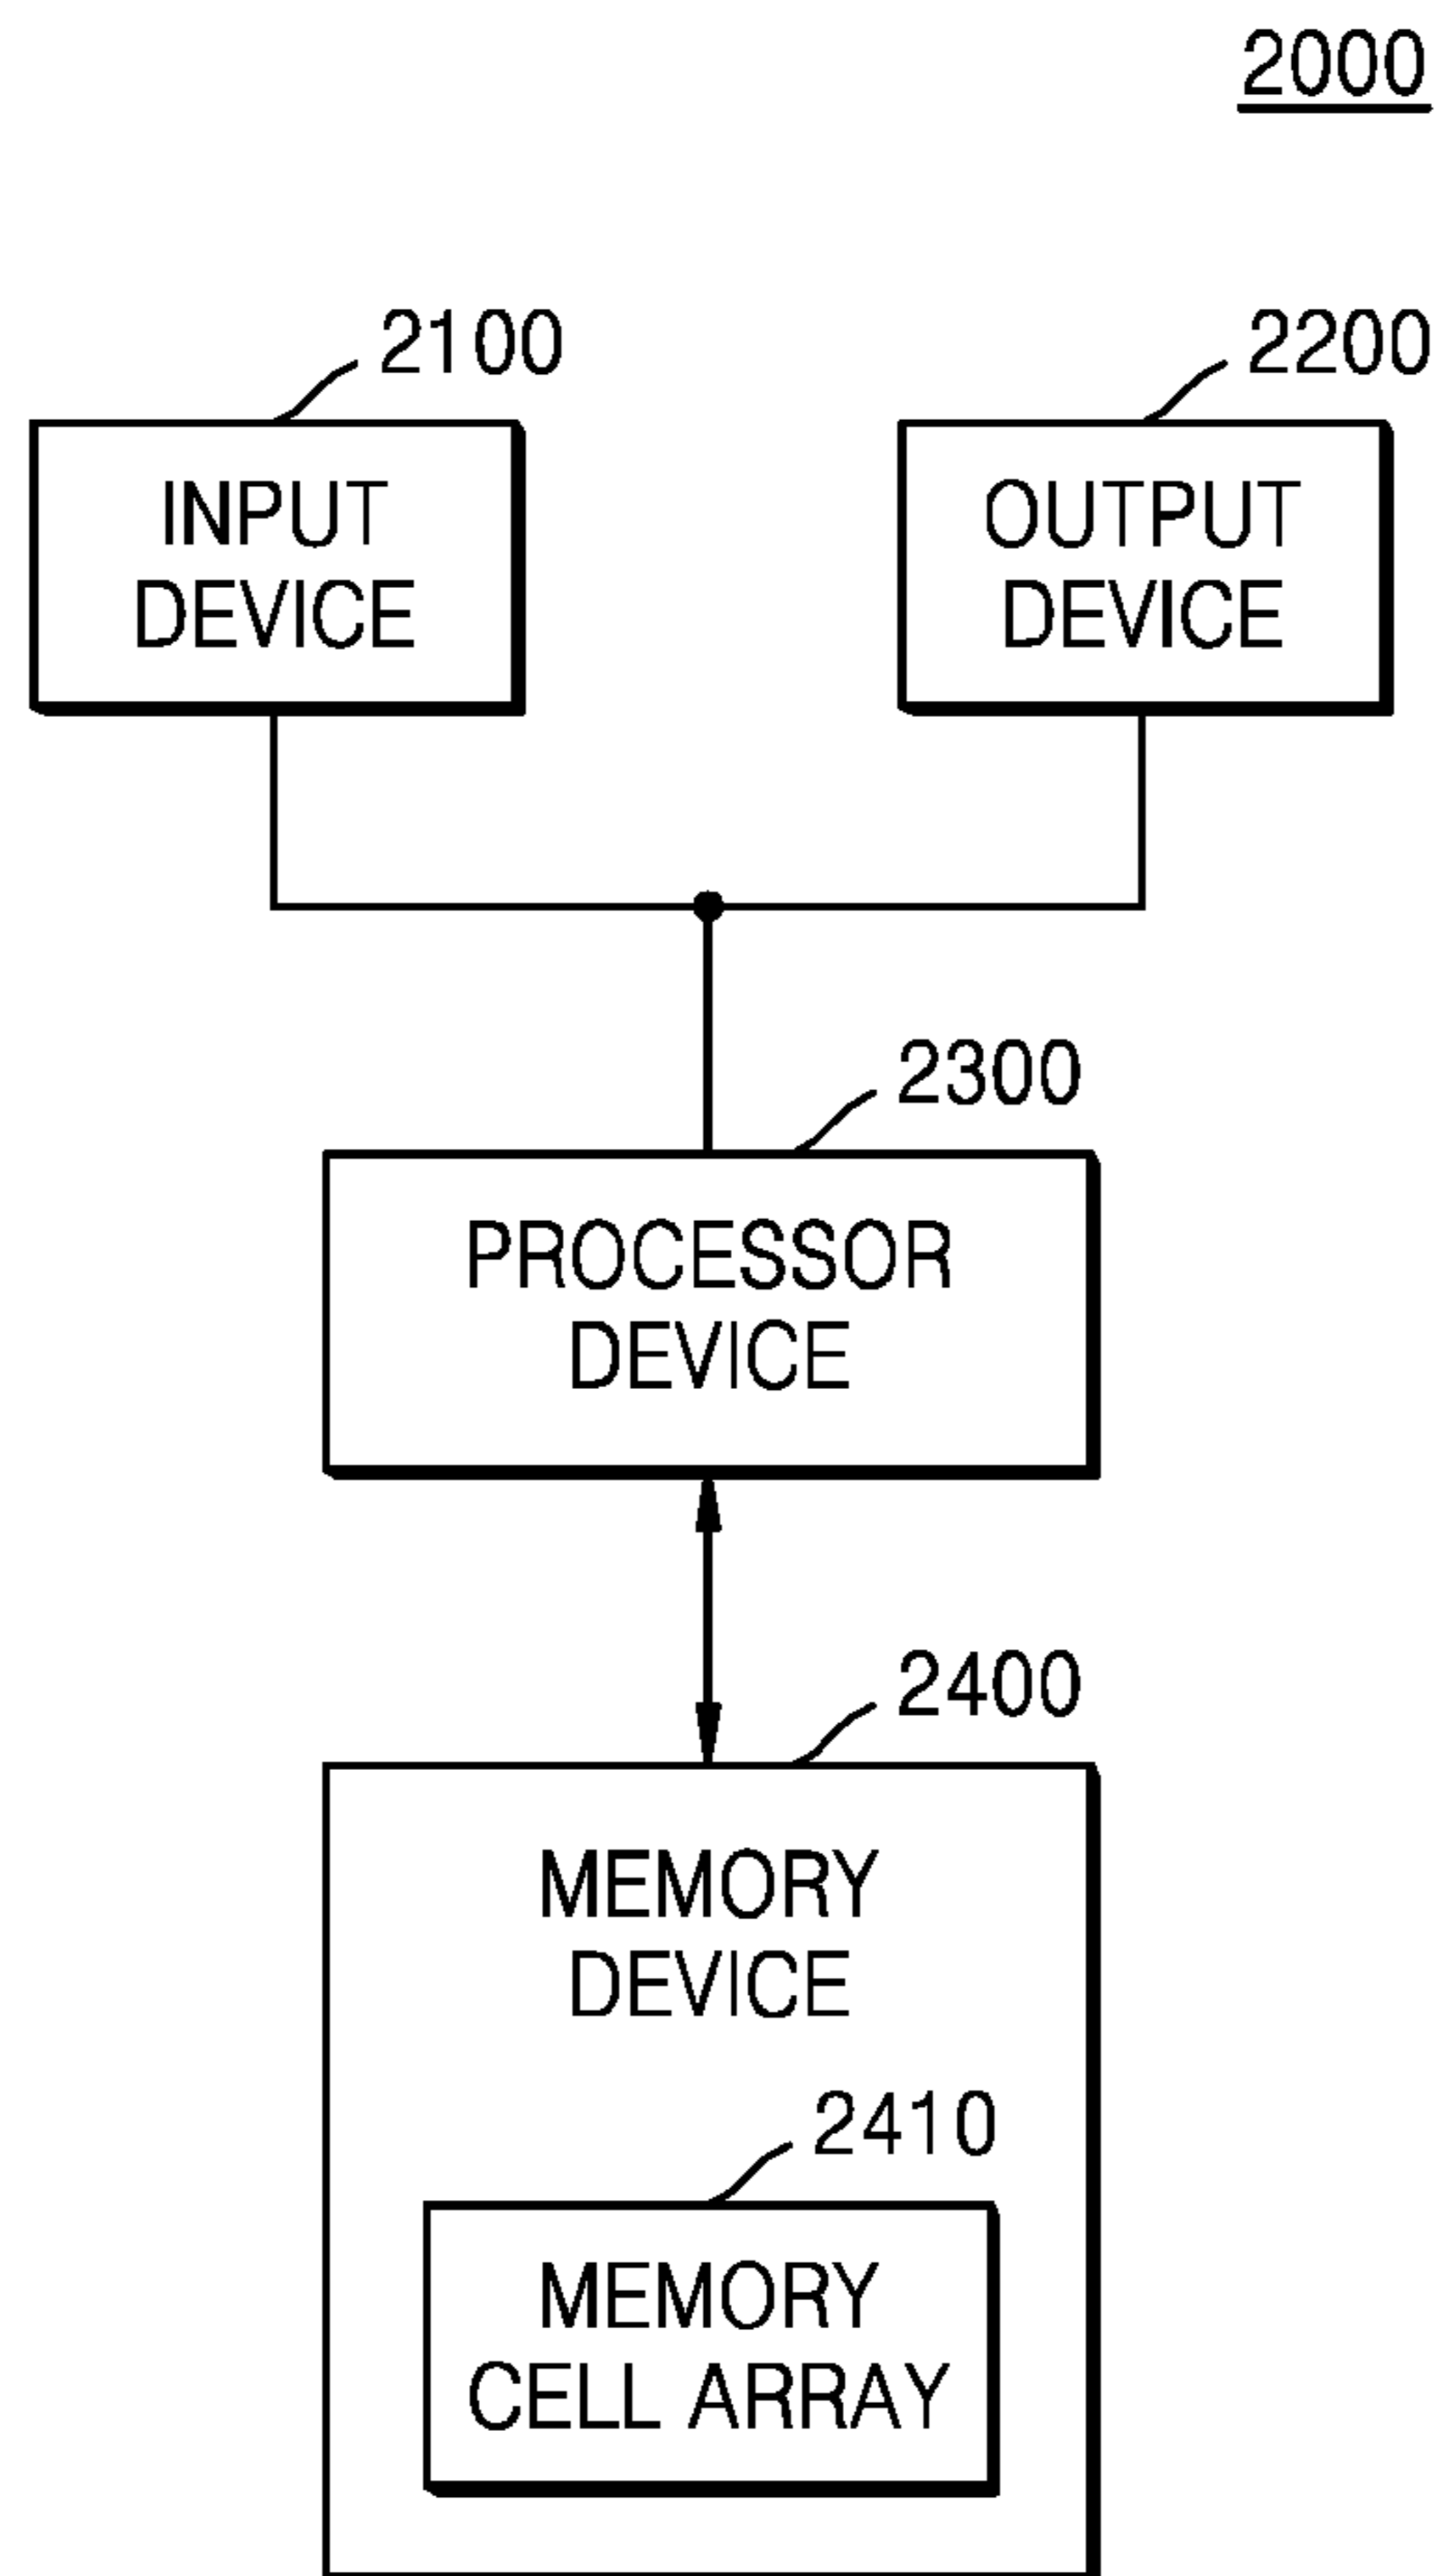 2000
2100
2200
INPUT
DEVICE
OUTPUT
DEVICE
2300
PROCESSOR
DEVICE
2400
MEMORY
DEVICE
2410
MEMORY
CELL ARRAY